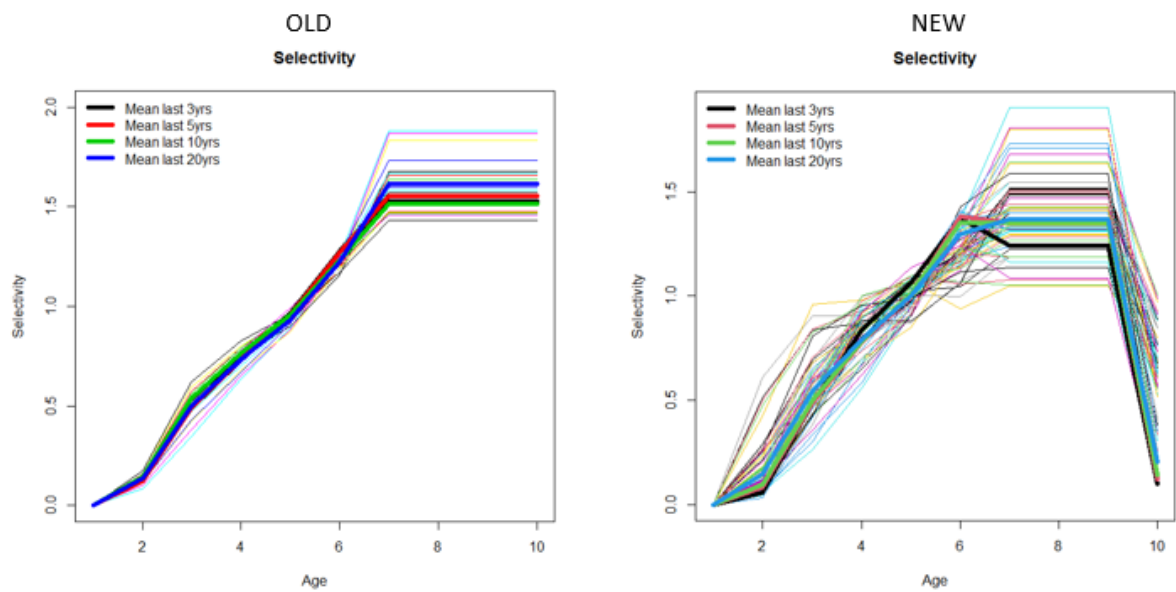 OLD
Selectivity
Mean last 3yrs
Mean last 5yrs
Mean last 10yrs
Mean last 20yrs
Selectivity
2.0
1.5
1.0
0.5
0.0
2
4
6
8
10
Age
NEW
Selectivity
Mean last 3yrs
Mean last 5yrs
Mean last 10yrs
Mean last 20yrs
Selectivity
1.5
1.0
0.5
0.0
2
4
6
8
10
Age